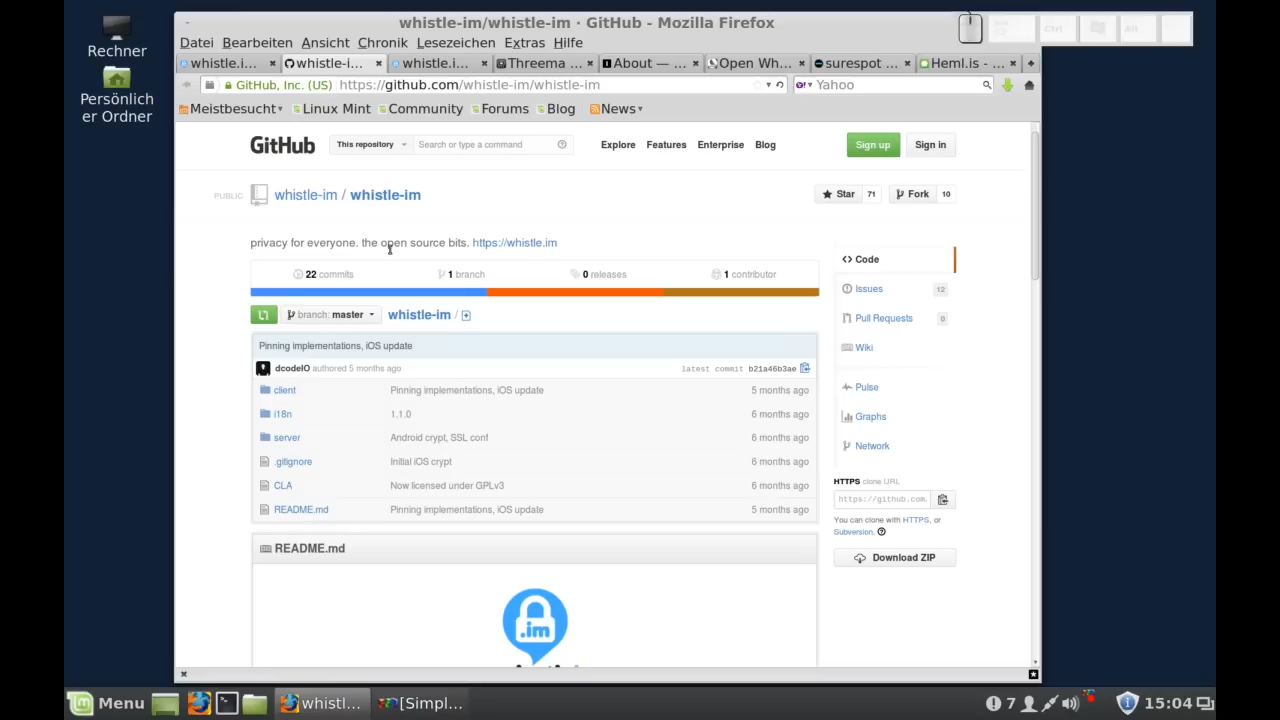 whistle-im/whistle-im · GitHub - Mozilla Firefox
Rechner
Persönlich
er Ordner
Datei Bearbeiten Ansicht Chronik Lesezeichen Extras Hilfe
whistle.i... × whistle-i... × whistle.i... × Threema ... × About — ... × Open Wh... × surespot ... × Heml.is - ... ×
GitHub, Inc. (US) https://github.com/whistle-im/whistle-im Yahoo
Meistbesucht Linux Mint Community Forums Blog News
GitHub This repository Search or type a command Explore Features Enterprise Blog Sign up Sign in
PUBLIC whistle-im / whistle-im Star 71 Fork 10
privacy for everyone. the open source bits. https://whistle.im
22 commits 1 branch 0 releases 1 contributor
branch: master whistle-im /
Pinning implementations, iOS update
dcodeIO authored 5 months ago latest commit b21a46b3ae
client Pinning implementations, iOS update 5 months ago
i18n 1.1.0 6 months ago
server Android crypt, SSL conf 6 months ago
.gitignore Initial iOS crypt 6 months ago
CLA Now licensed under GPLv3 6 months ago
README.md Pinning implementations, iOS update 5 months ago
README.md
.im
Code
Issues 12
Pull Requests 0
Wiki
Pulse
Graphs
Network
HTTPS clone URL
https://github.com.
You can clone with HTTPS, or
Subversion.
Download ZIP
Menu whistl... [Simpl... 7 15:04